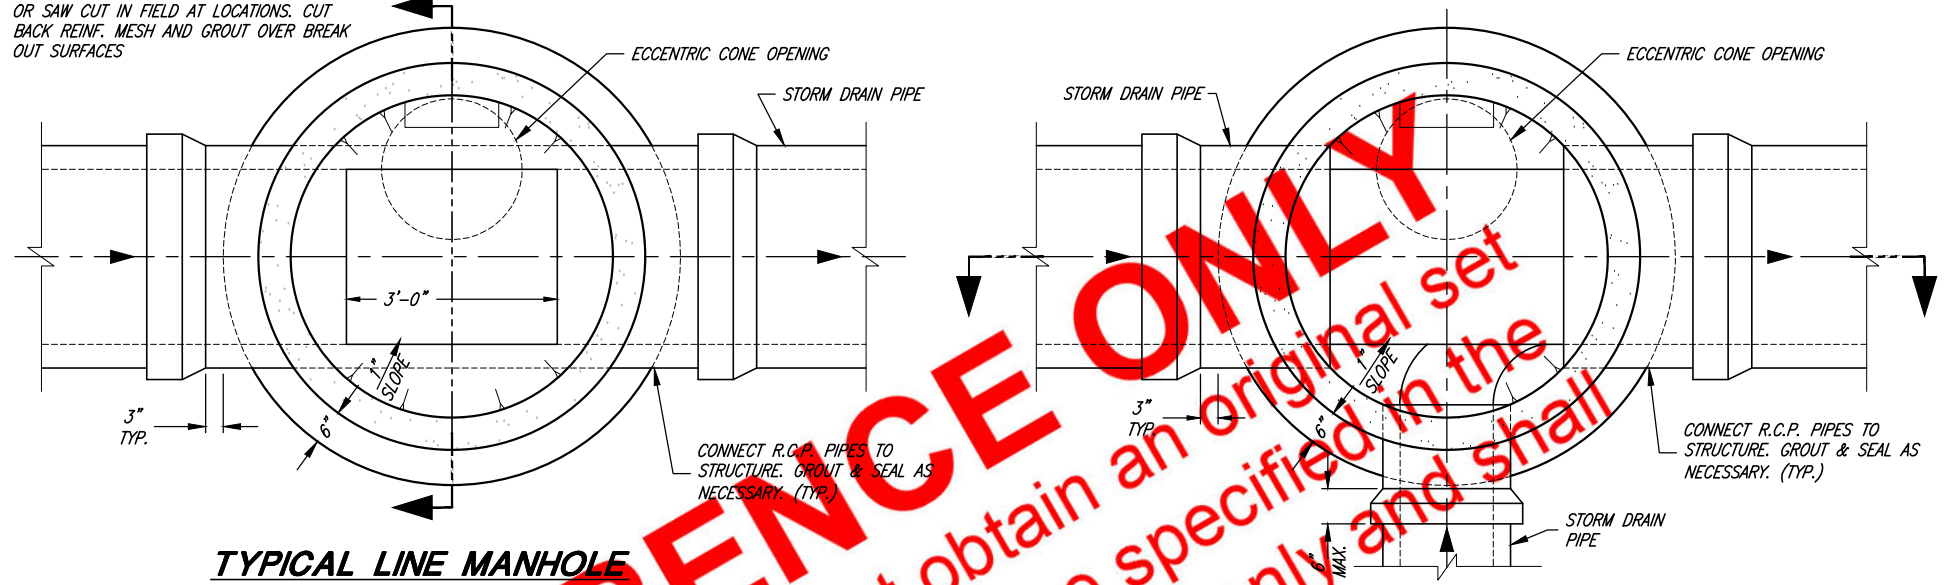 OR SAW CUT IN FIELD AT LOCATIONS. CUT
BACK REINF. MESH AND GROUT OVER BREAK
OUT SURFACES
ECCENTRIC CONE OPENING
STORM DRAIN PIPE
3'-0"
1"
SLOPE
3"
TYP.
6"
CONNECT R.C.P. PIPES TO
STRUCTURE. GROUT & SEAL AS
NECESSARY. (TYP.)
TYPICAL LINE MANHOLE
STORM DRAIN PIPE
ECCENTRIC CONE OPENING
1"
SLOPE
3"
TYP.
6"
CONNECT R.C.P. PIPES TO
STRUCTURE. GROUT & SEAL AS
NECESSARY. (TYP.)
STORM DRAIN
PIPE
6"
MAX.
ENCE ONLY
obtain an original set
specified in the
only and shall